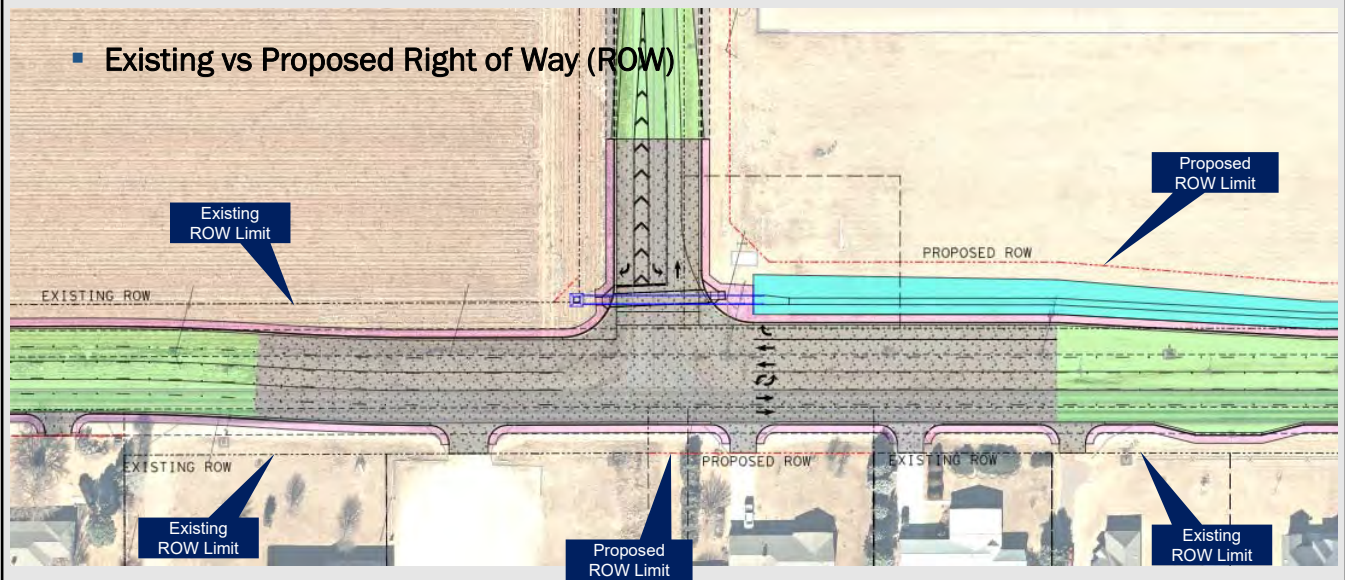 ▪ Existing vs Proposed Right of Way (ROW)
Proposed
ROW Limit
Existing
ROW Limit
PROPOSED ROW
EXISTING ROW
EXISTING ROW
PROPOSED ROW
EXISTING ROW
Existing
ROW Limit
Proposed
ROW Limit
Existing
ROW Limit